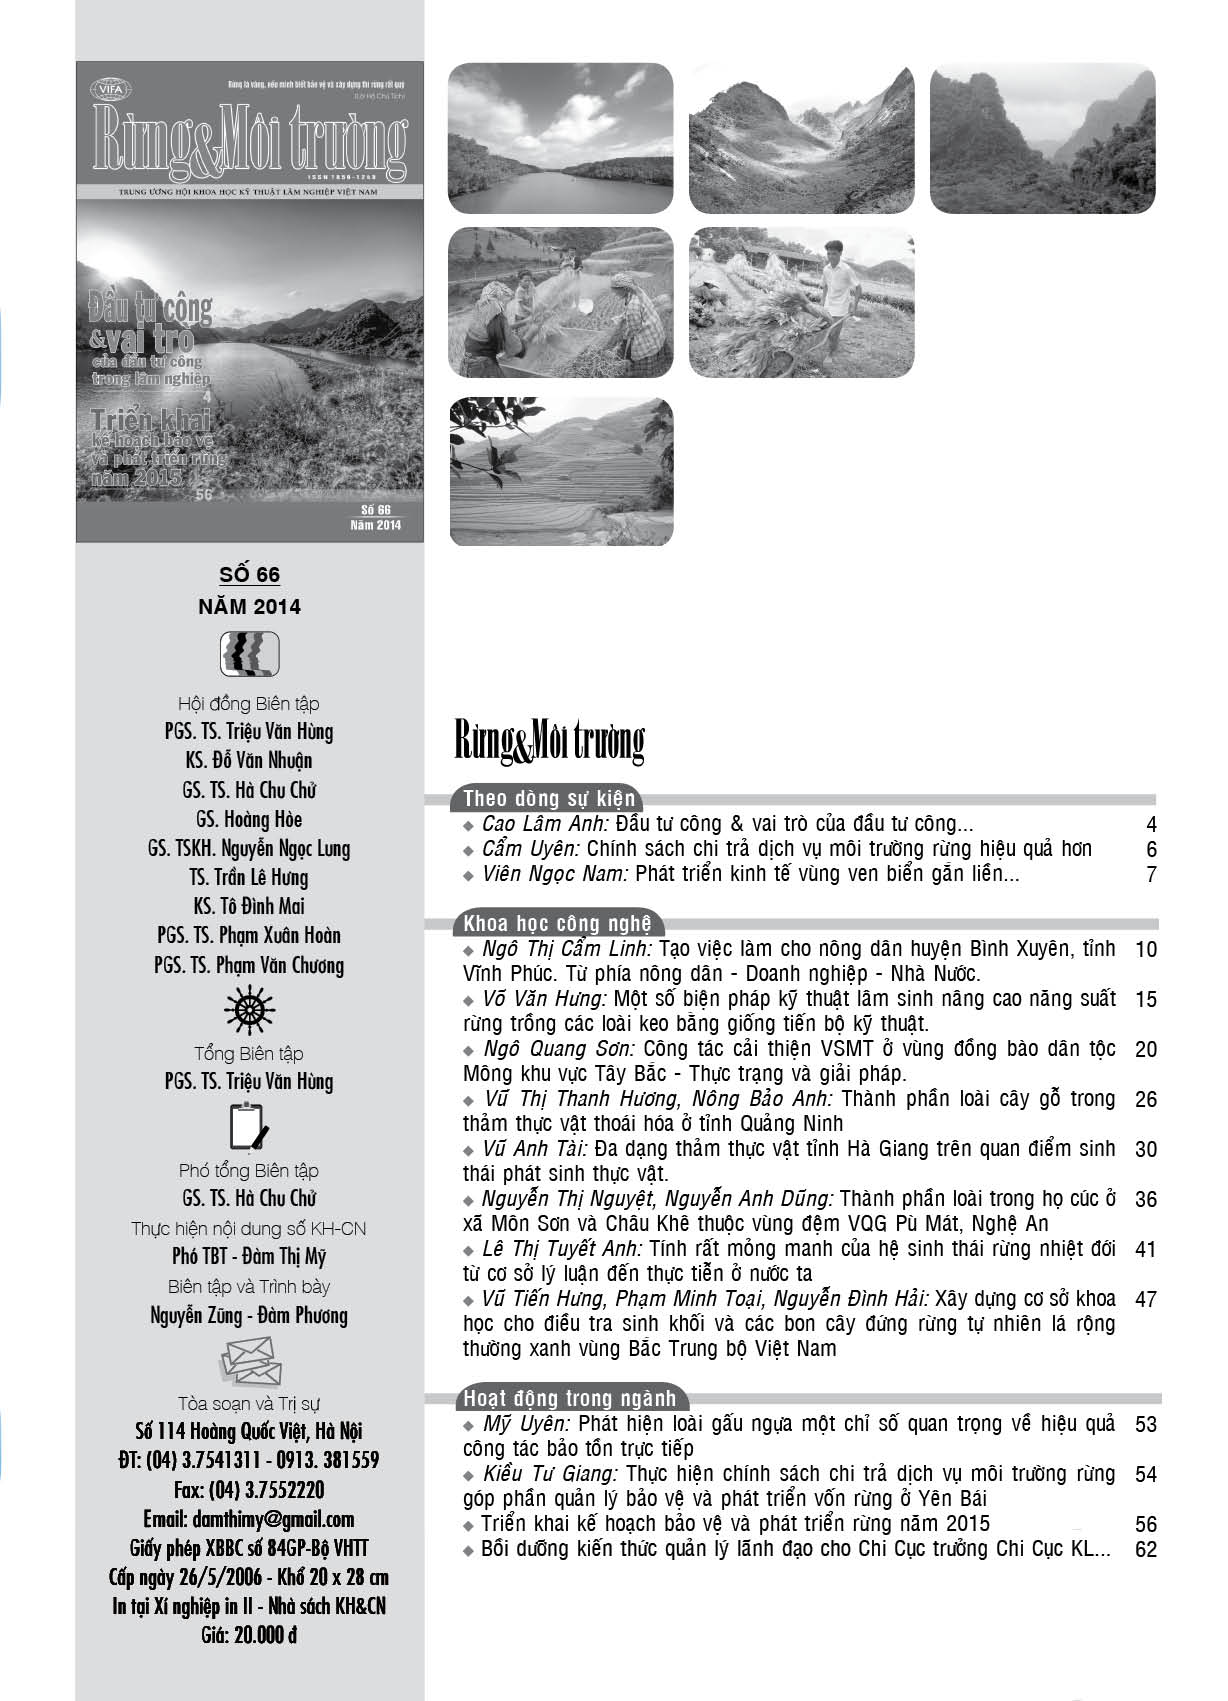 VIFA
Rừng là vàng, nếu mình biết bảo vệ và xây dựng thì rừng rất quý
(Lời Hồ Chủ Tịch)
Rừng&Môi trường
ISSN 1859-1248
TRUNG ƯƠNG HỘI KHOA HỌC KỸ THUẬT LÂM NGHIỆP VIỆT NAM
Đầu tư công
&vai trò
của đầu tư công
trong lâm nghiệp
4
Triển khai
kế hoạch bảo vệ
và phát triển rừng
năm 2015
56
Số 66
Năm 2014
SỐ 66
NĂM 2014
Hội đồng Biên tập
PGS. TS. Triệu Văn Hùng
KS. Đỗ Văn Nhuận
GS. TS. Hà Chu Chử
GS. Hoàng Hòe
GS. TSKH. Nguyễn Ngọc Lung
TS. Trần Lê Hưng
KS. Tô Đình Mai
PGS. TS. Phạm Xuân Hoàn
PGS. TS. Phạm Văn Chương
Tổng Biên tập
PGS. TS. Triệu Văn Hùng
Phó tổng Biên tập
GS. TS. Hà Chu Chử
Thực hiện nội dung số KH-CN
Phó TBT - Đàm Thị Mỹ
Biên tập và Trình bày
Nguyễn Zũng - Đàm Phương
Tòa soạn và Trị sự
Số 114 Hoàng Quốc Việt, Hà Nội
ĐT: (04) 3.7541311 - 0913. 381559
Fax: (04) 3.7552220
Email: damthimy@gmail.com
Giấy phép XBBC số 84GP-Bộ VHTT
Cấp ngày 26/5/2006 - Khổ 20 x 28 cm
In tại Xí nghiệp in II - Nhà sách KH&CN
Giá: 20.000 đ
Rừng&Môi trường
Theo dòng sự kiện
◆ Cao Lâm Anh: Đầu tư công & vai trò của đầu tư công... 4
◆ Cẩm Uyên: Chính sách chi trả dịch vụ môi trường rừng hiệu quả hơn 6
◆ Viên Ngọc Nam: Phát triển kinh tế vùng ven biển gắn liền... 7
Khoa học công nghệ
◆ Ngô Thị Cẩm Linh: Tạo việc làm cho nông dân huyện Bình Xuyên, tỉnh 10
Vĩnh Phúc. Từ phía nông dân - Doanh nghiệp - Nhà Nước.
◆ Võ Văn Hưng: Một số biện pháp kỹ thuật lâm sinh nâng cao năng suất 15
rừng trồng các loài keo bằng giống tiến bộ kỹ thuật.
◆ Ngô Quang Sơn: Công tác cải thiện VSMT ở vùng đồng bào dân tộc 20
Mông khu vực Tây Bắc - Thực trạng và giải pháp.
◆ Vũ Thị Thanh Hương, Nông Bảo Anh: Thành phần loài cây gỗ trong 26
thảm thực vật thoái hóa ở tỉnh Quảng Ninh
◆ Vũ Anh Tài: Đa dạng thảm thực vật tỉnh Hà Giang trên quan điểm sinh 30
thái phát sinh thực vật.
◆ Nguyễn Thị Nguyệt, Nguyễn Anh Dũng: Thành phần loài trong họ cúc ở 36
xã Môn Sơn và Châu Khê thuộc vùng đệm VQG Pù Mát, Nghệ An
◆ Lê Thị Tuyết Anh: Tính rất mỏng manh của hệ sinh thái rừng nhiệt đới 41
từ cơ sở lý luận đến thực tiễn ở nước ta
◆ Vũ Tiến Hưng, Phạm Minh Toại, Nguyễn Đình Hải: Xây dựng cơ sở khoa 47
học cho điều tra sinh khối và các bon cây đứng rừng tự nhiên lá rộng
thường xanh vùng Bắc Trung bộ Việt Nam
Hoạt động trong ngành
◆ Mỹ Uyên: Phát hiện loài gấu ngựa một chỉ số quan trọng về hiệu quả 53
công tác bảo tồn trực tiếp
◆ Kiều Tư Giang: Thực hiện chính sách chi trả dịch vụ môi trường rừng 54
góp phần quản lý bảo vệ và phát triển vốn rừng ở Yên Bái
◆ Triển khai kế hoạch bảo vệ và phát triển rừng năm 2015 56
◆ Bồi dưỡng kiến thức quản lý lãnh đạo cho Chi Cục trưởng Chi Cục KL... 62